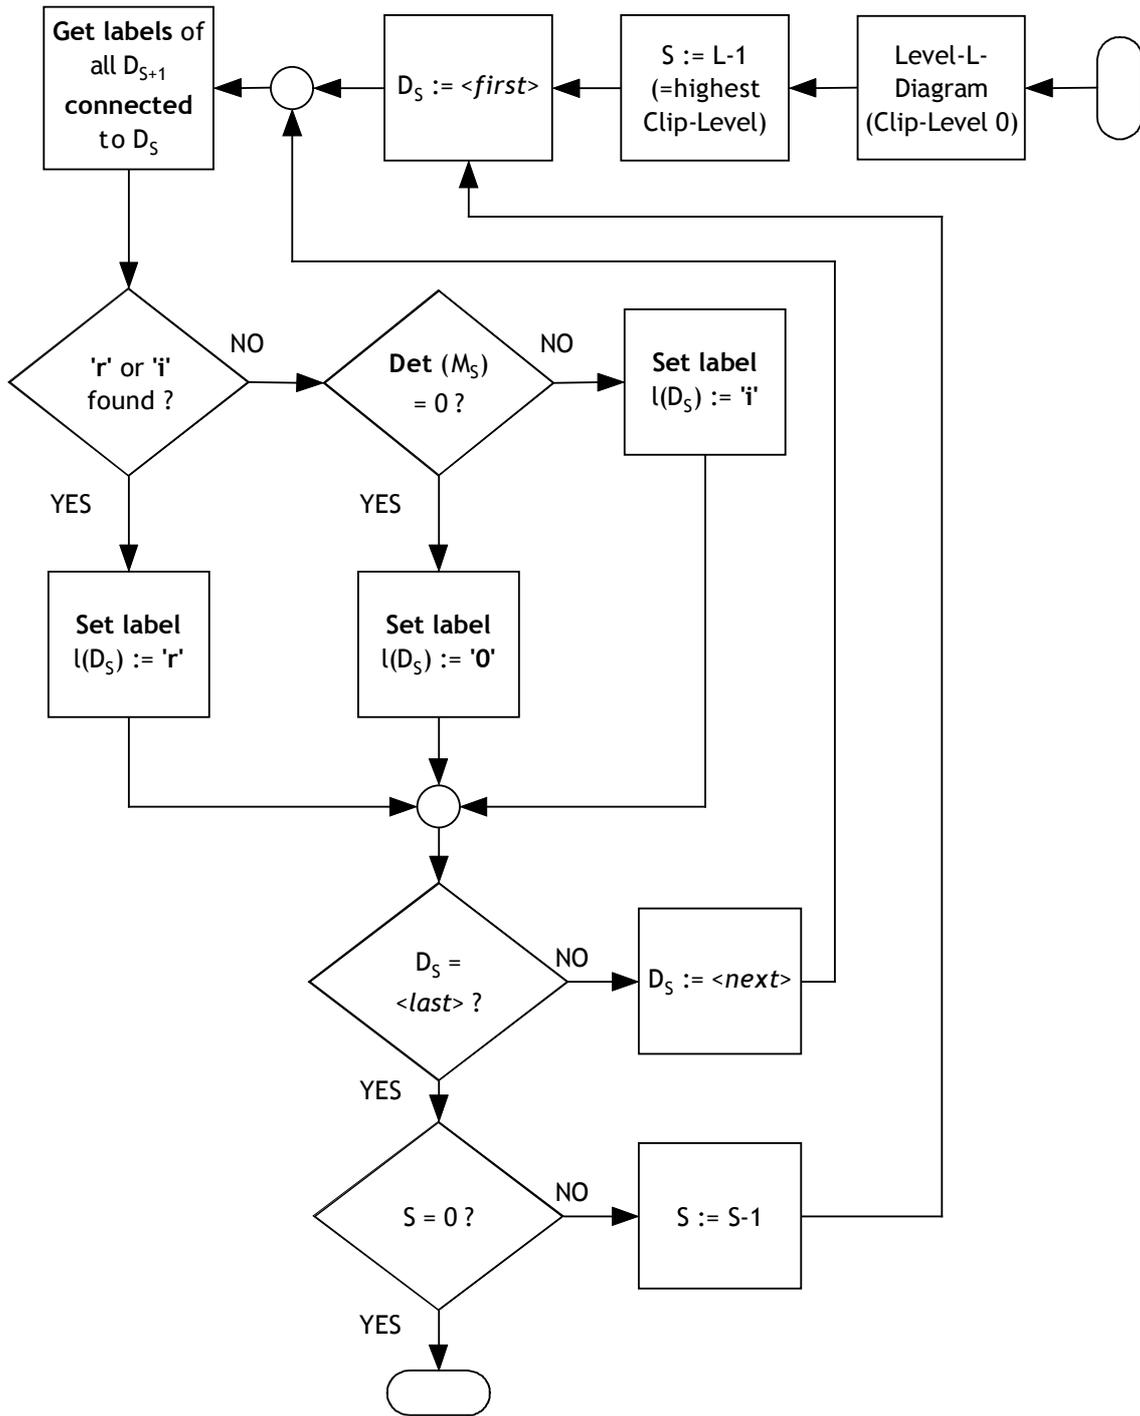 Get labels of
all D_{S+1}
connected
to D_S
D_S := <first>
S := L-1
(=highest
Clip-Level)
Level-L-
Diagram
(Clip-Level 0)
'r' or 'i'
found ?
NO
YES
Det (M_S)
= 0 ?
NO
YES
Set label
l(D_S) := 'i'
Set label
l(D_S) := 'r'
Set label
l(D_S) := '0'
D_S =
<last> ?
NO
D_S := <next>
YES
S = 0 ?
NO
S := S-1
YES